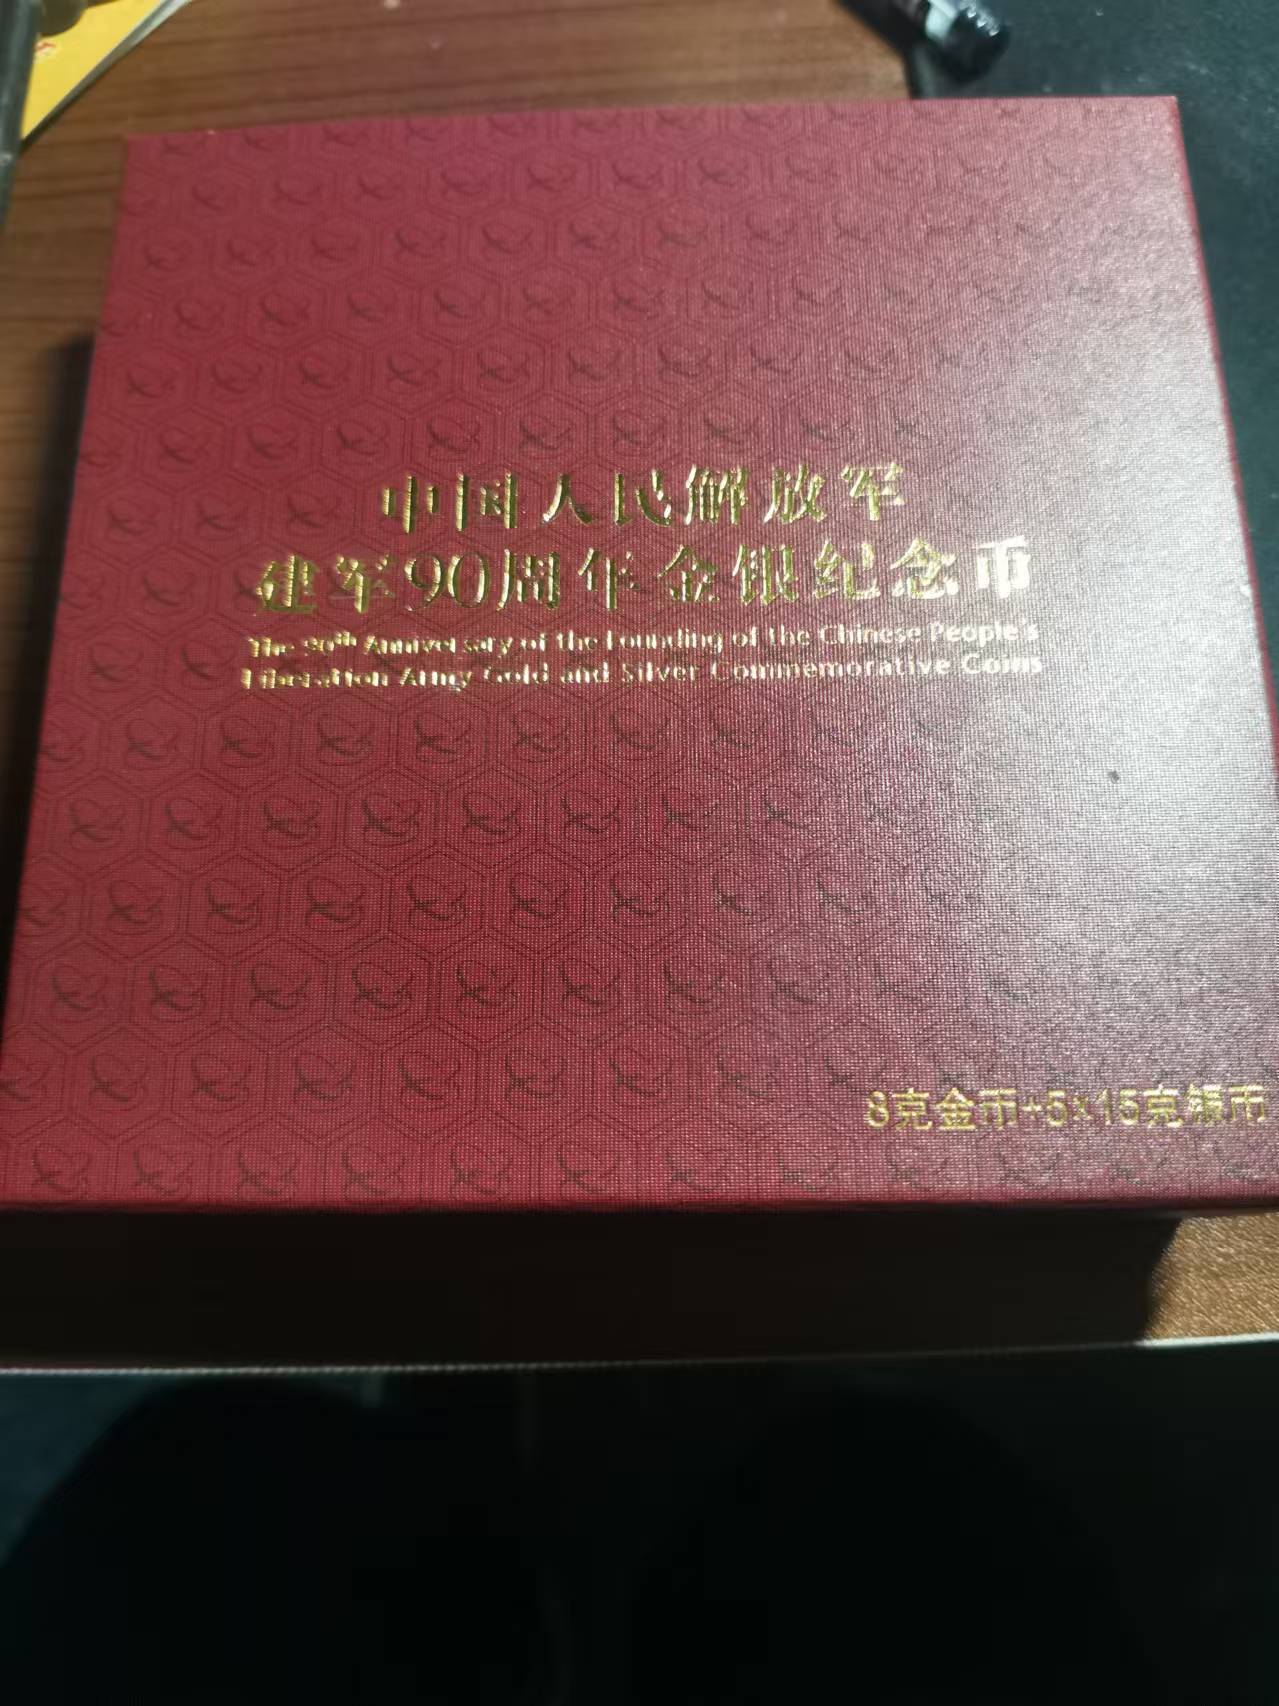 中国人民解放军
建军90周年金银纪念币
The 90th Anniversary of the Founding of the Chinese People's
Liberation Army Gold and Silver Commemorative Coins
8克金币+5×15克银币